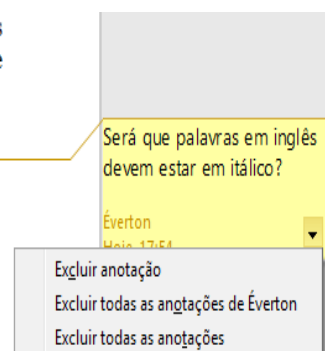 s
e
Será que palavras em inglês
devem estar em itálico?
Éverton
Hoje, 17:54
Excluir anotação
Excluir todas as anotações de Éverton
Excluir todas as anotações